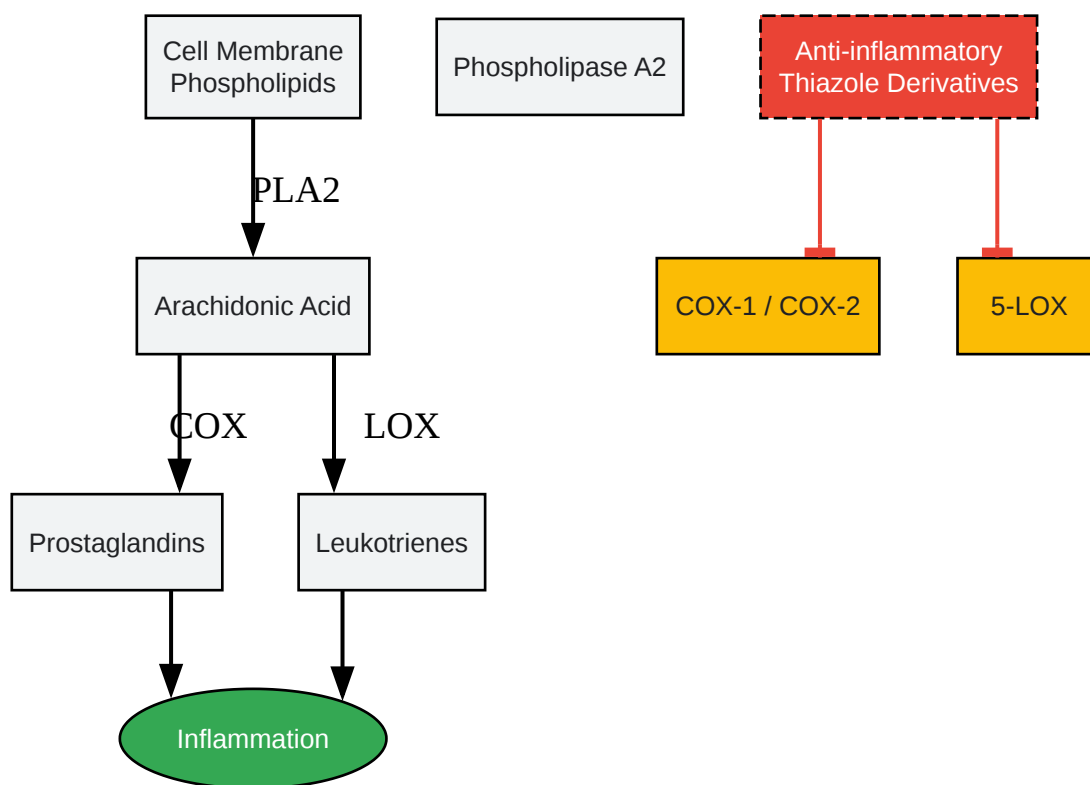 Cell Membrane
Phospholipids
Phospholipase A2
Anti-inflammatory
Thiazole Derivatives
PLA2
Arachidonic Acid
COX-1 / COX-2
5-LOX
COX
LOX
Prostaglandins
Leukotrienes
Inflammation